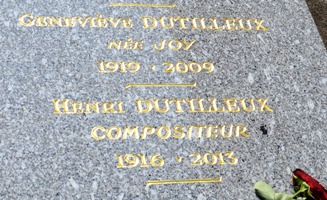 Geneviève DUTILLEUX
NÉE JOY
1919 · 2009
Henri DUTILLEUX
COMPOSITEUR
1916 · 2013